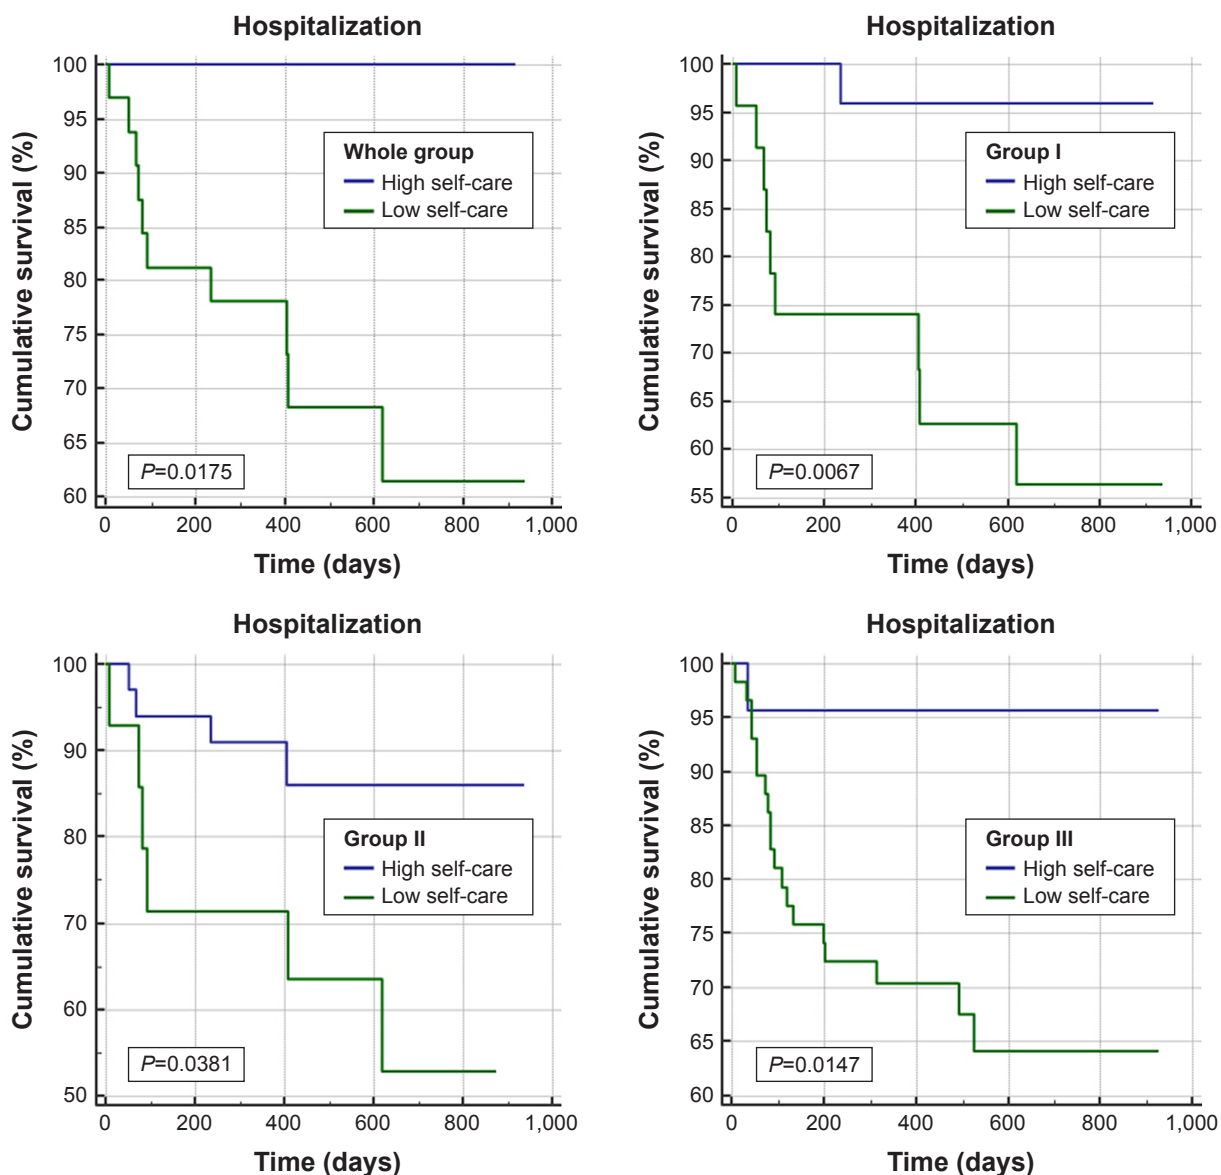 Hospitalization
Cumulative survival (%)
100
95
90
85
80
75
70
65
60
Whole group
High self-care
Low self-care
P=0.0175
0 200 400 600 800 1,000
Time (days)
Hospitalization
Cumulative survival (%)
100
95
90
85
80
75
70
65
60
55
Group I
High self-care
Low self-care
P=0.0067
0 200 400 600 800 1,000
Time (days)
Hospitalization
Cumulative survival (%)
100
90
80
70
60
50
Group II
High self-care
Low self-care
P=0.0381
0 200 400 600 800 1,000
Time (days)
Hospitalization
Cumulative survival (%)
100
95
90
85
80
75
70
65
60
Group III
High self-care
Low self-care
P=0.0147
0 200 400 600 800 1,000
Time (days)